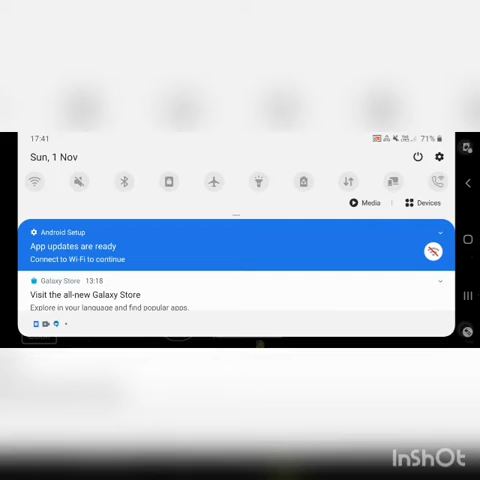 17:41
71%
Sun, 1 Nov
Media | Devices
Android Setup
App updates are ready
Connect to Wi-Fi to continue
Galaxy Store 13:18
Visit the all-new Galaxy Store
Explore in your language and find popular apps.
InShOt